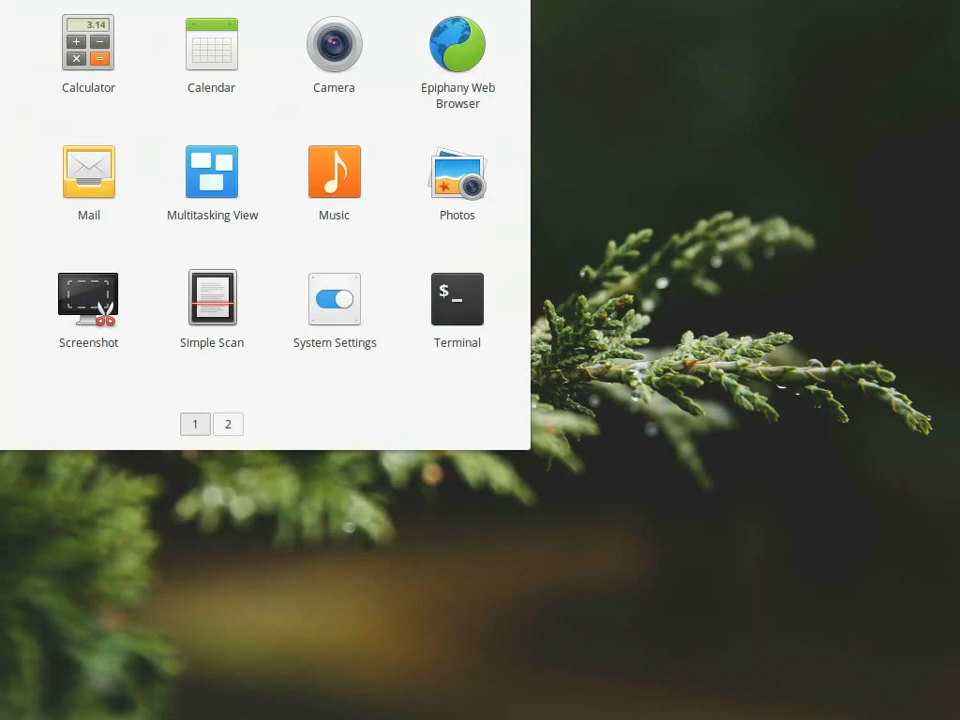 3.14
Calculator
Calendar
Camera
Epiphany Web
Browser
Mail
Multitasking View
Music
Photos
Screenshot
Simple Scan
System Settings
$_
Terminal
1
2